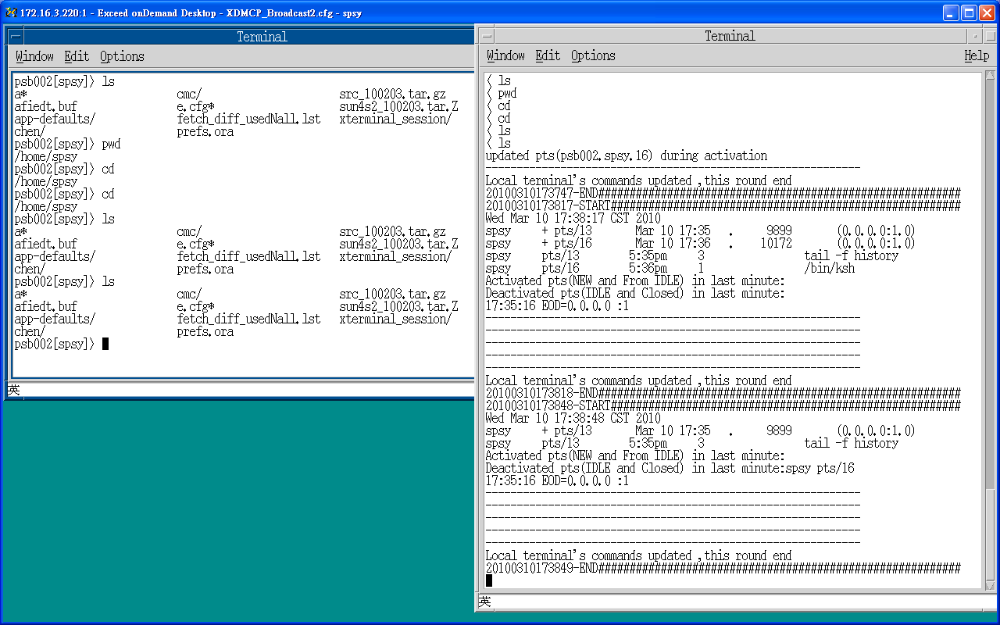 172.16.3.220:1 - Exceed onDemand Desktop - XDMCP_Broadcast2.cfg - spsy
Terminal
Window Edit Options
psb002[spsy]> ls
a* cmc/ src_100203.tar.gz
afiedt.buf e.cfg* sun4s2_100203.tar.Z
app-defaults/ fetch_diff_usedNall.lst xterminal_session/
chen/ prefs.ora
psb002[spsy]> pwd
/home/spsy
psb002[spsy]> cd
/home/spsy
psb002[spsy]> cd
/home/spsy
psb002[spsy]> ls
a* cmc/ src_100203.tar.gz
afiedt.buf e.cfg* sun4s2_100203.tar.Z
app-defaults/ fetch_diff_usedNall.lst xterminal_session/
chen/ prefs.ora
psb002[spsy]> ls
a* cmc/ src_100203.tar.gz
afiedt.buf e.cfg* sun4s2_100203.tar.Z
app-defaults/ fetch_diff_usedNall.lst xterminal_session/
chen/ prefs.ora
psb002[spsy]>
英
Terminal
Window Edit Options Help
< ls
< pwd
< cd
< cd
< ls
< ls
updated pts(psb002.spsy.16) during activation
------------------------------------------------------------
Local terminal's commands updated ,this round end
20100310173747-END##########################################################
20100310173817-START########################################################
Wed Mar 10 17:38:17 CST 2010
spsy + pts/13 Mar 10 17:35 . 9899 (0.0.0.0:1.0)
spsy + pts/16 Mar 10 17:36 . 10172 (0.0.0.0:1.0)
spsy pts/13 5:35pm 3 tail -f history
spsy pts/16 5:36pm 1 /bin/ksh
Activated pts(NEW and From IDLE) in last minute:
Deactivated pts(IDLE and Closed) in last minute:
17:35:16 EOD=0.0.0.0 :1
------------------------------------------------------------
------------------------------------------------------------
------------------------------------------------------------
------------------------------------------------------------
------------------------------------------------------------
Local terminal's commands updated ,this round end
20100310173818-END##########################################################
20100310173848-START########################################################
Wed Mar 10 17:38:48 CST 2010
spsy + pts/13 Mar 10 17:35 . 9899 (0.0.0.0:1.0)
spsy pts/13 5:35pm 3 tail -f history
Activated pts(NEW and From IDLE) in last minute:
Deactivated pts(IDLE and Closed) in last minute:spsy pts/16
17:35:16 EOD=0.0.0.0 :1
------------------------------------------------------------
------------------------------------------------------------
------------------------------------------------------------
------------------------------------------------------------
------------------------------------------------------------
Local terminal's commands updated ,this round end
20100310173849-END##########################################################
英